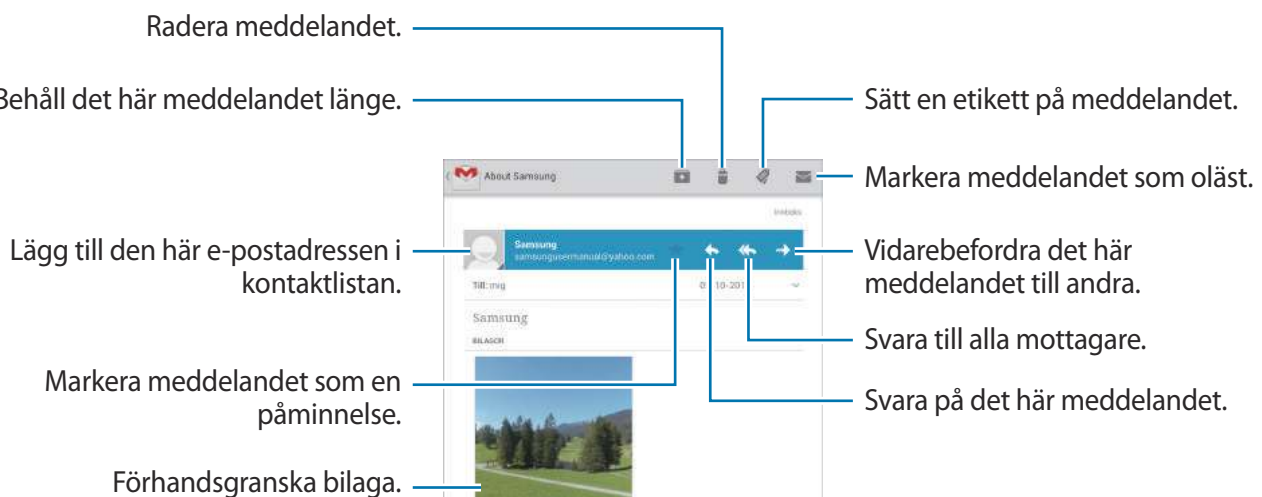 Radera meddelandet.
Behåll det här meddelandet länge.
Sätt en etikett på meddelandet.
About Samsung
Markera meddelandet som oläst.
Lägg till den här e-postadressen i
kontaktlistan.
Samsung
samsungusermanual@yahoo.com
Vidarebefordra det här
meddelandet till andra.
Till: mig
Samsung
BILAGOR
Svara till alla mottagare.
Markera meddelandet som en
påminnelse.
Svara på det här meddelandet.
Förhandsgranska bilaga.